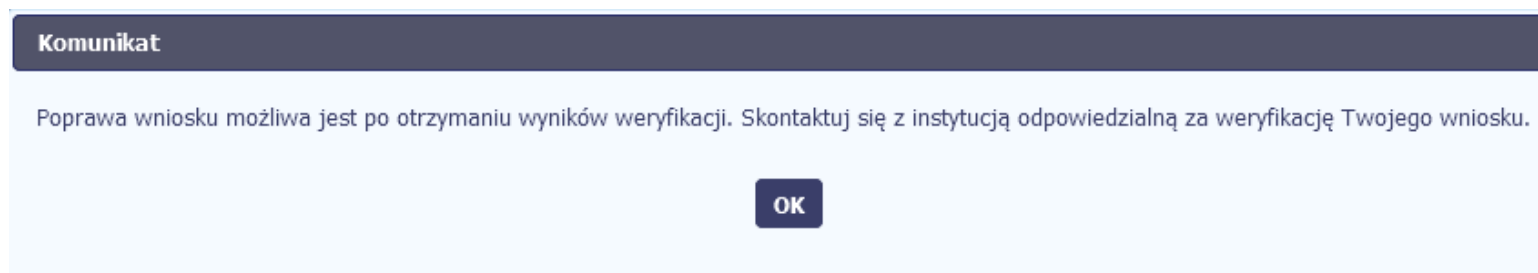 Komunikat
Poprawa wniosku możliwa jest po otrzymaniu wyników weryfikacji. Skontaktuj się z instytucją odpowiedzialną za weryfikację Twojego wniosku.
OK